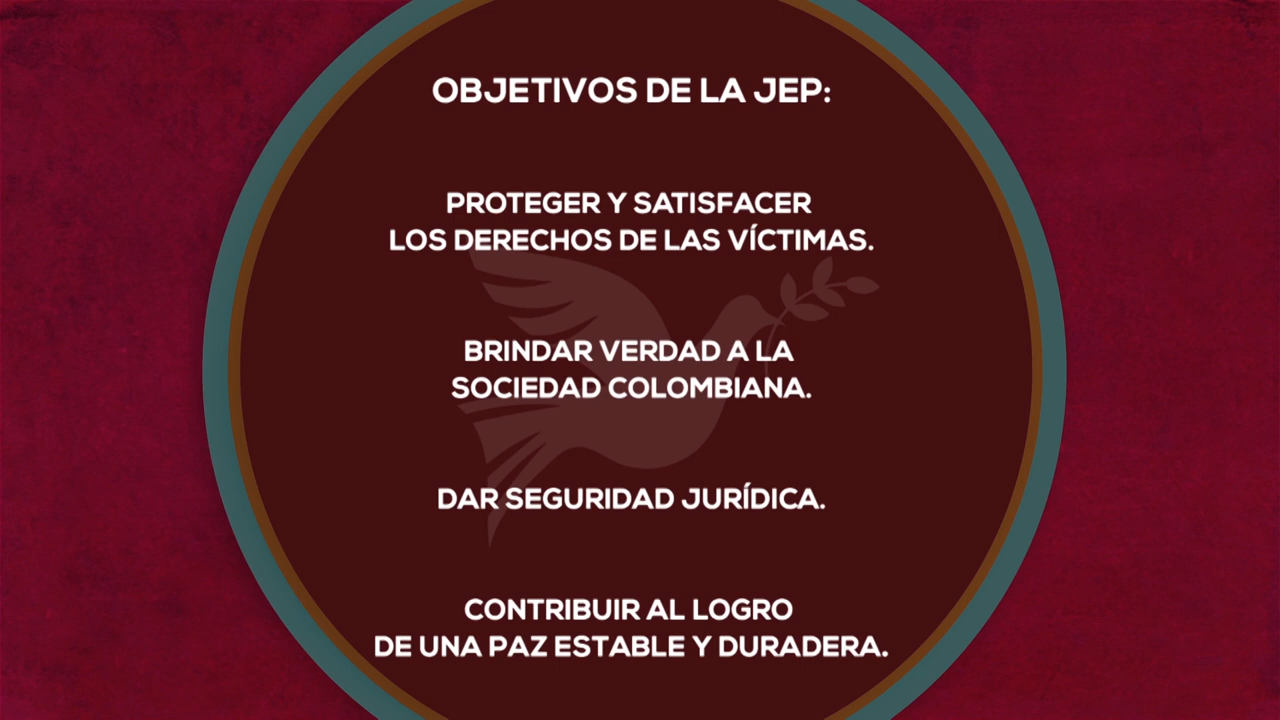 OBJETIVOS DE LA JEP:
PROTEGER Y SATISFACER
LOS DERECHOS DE LAS VÍCTIMAS.
BRINDAR VERDAD A LA
SOCIEDAD COLOMBIANA.
DAR SEGURIDAD JURÍDICA.
CONTRIBUIR AL LOGRO
DE UNA PAZ ESTABLE Y DURADERA.